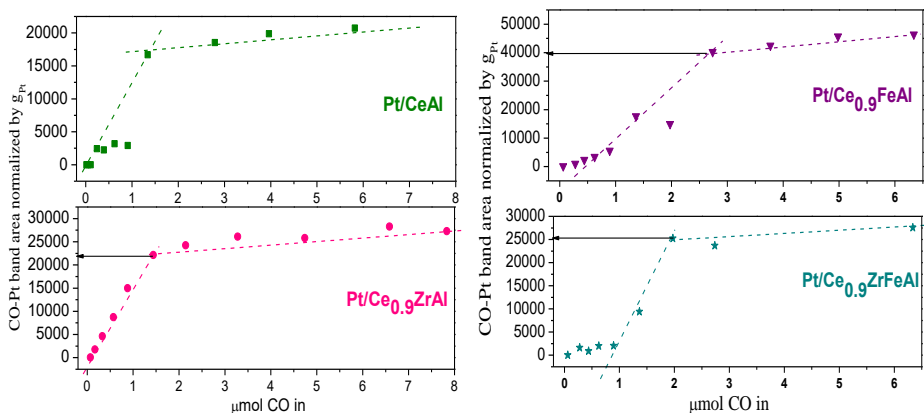 CO-Pt band area normalized by g_Pt
20000
15000
10000
5000
0
Pt/CeAl
0 1 2 3 4 5 6 7 8
30000
25000
20000
15000
10000
5000
0
Pt/Ce0.9ZrAl
0 1 2 3 4 5 6 7 8
μmol CO in
CO-Pt band area normalized by g_Pt
50000
40000
30000
20000
10000
0
Pt/Ce0.9FeAl
0 1 2 3 4 5 6
30000
25000
20000
15000
10000
5000
0
Pt/Ce0.9ZrFeAl
0 1 2 3 4 5 6
μmol CO in